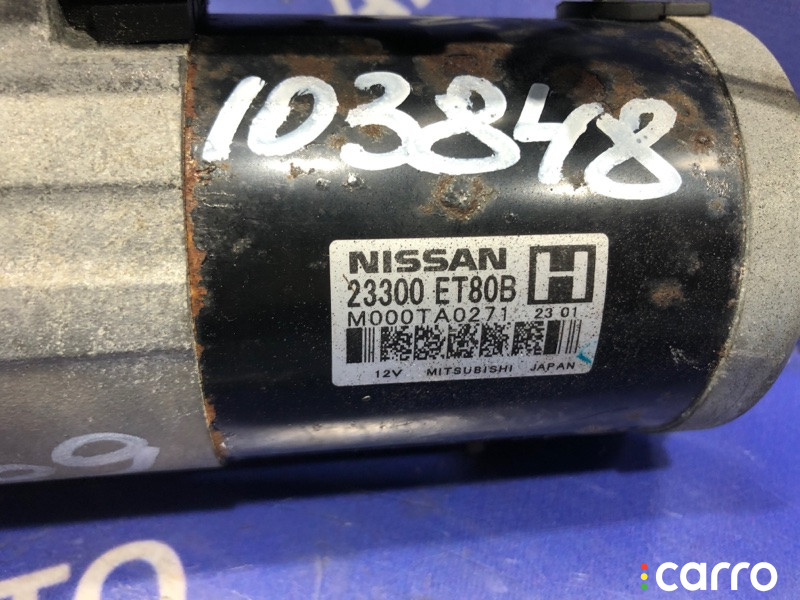 103848
NISSAN H
23300 ET80B
M000TA0271 23 01
12V MITSUBISHI JAPAN
carro